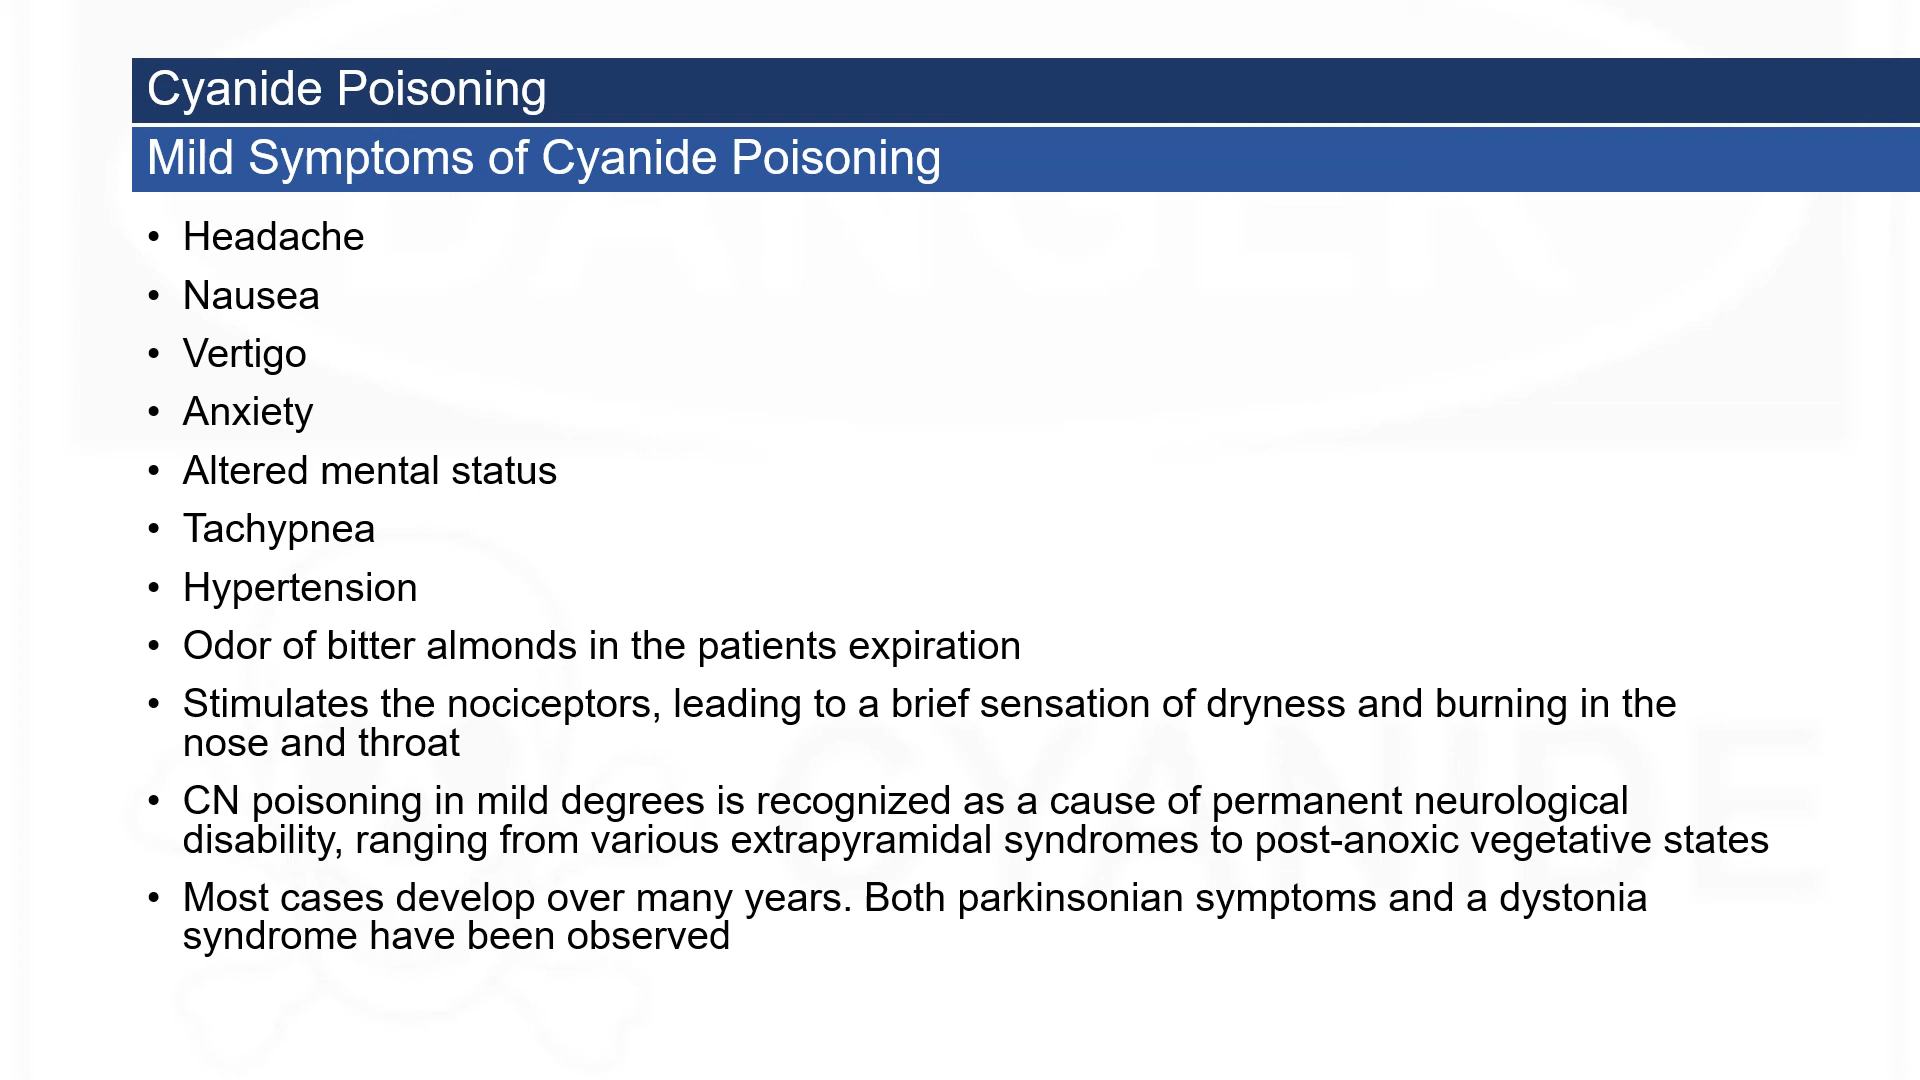 Cyanide Poisoning
Mild Symptoms of Cyanide Poisoning
• Headache
• Nausea
• Vertigo
• Anxiety
• Altered mental status
• Tachypnea
• Hypertension
• Odor of bitter almonds in the patients expiration
• Stimulates the nociceptors, leading to a brief sensation of dryness and burning in the
nose and throat
• CN poisoning in mild degrees is recognized as a cause of permanent neurological
disability, ranging from various extrapyramidal syndromes to post-anoxic vegetative states
• Most cases develop over many years. Both parkinsonian symptoms and a dystonia
syndrome have been observed
DANGER
CYANIDE